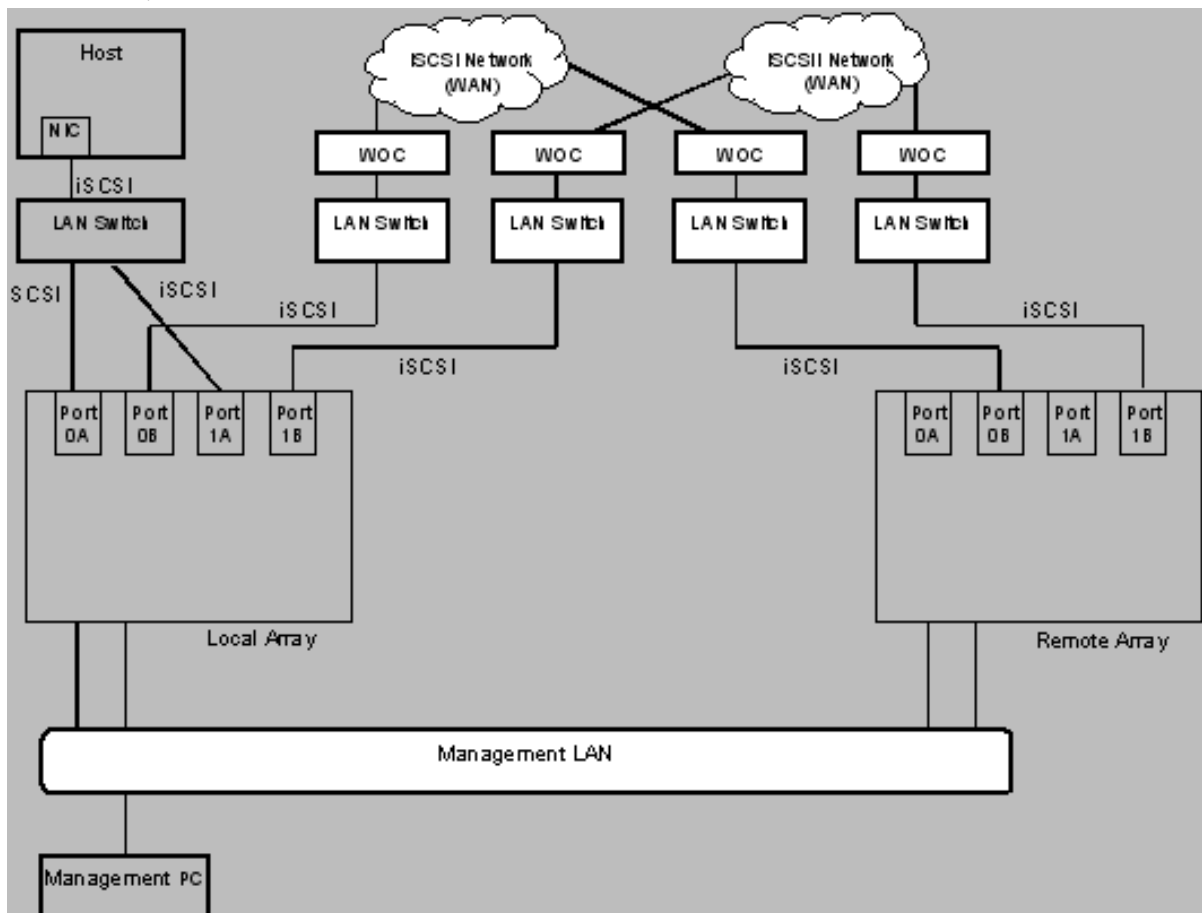 Host
ISCSI Network
(WAN)
ISCSII Network
(WAN)
NIC
WOC
WOC
WOC
WOC
iSCSI
LAN Switch
LAN Switch
LAN Switch
LAN Switch
LAN Switch
SCSI
iSCSI
iSCSI
iSCSI
iSCSI
iSCSI
Port
0A
Port
0B
Port
1A
Port
1B
Port
0A
Port
0B
Port
1A
Port
1B
Local Array
Remote Array
Management LAN
Management PC